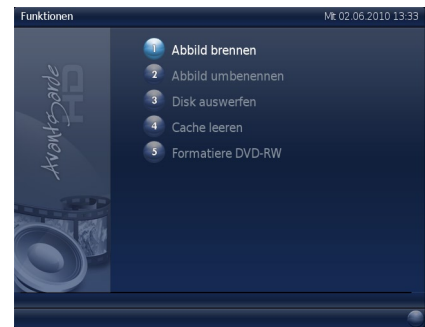 Funktionen
Mi 02.06.2010 13:33
1 Abbild brennen
2 Abbild umbenennen
3 Disk auswerfen
4 Cache leeren
5 Formatiere DVD-RW
Avantgarde
HD